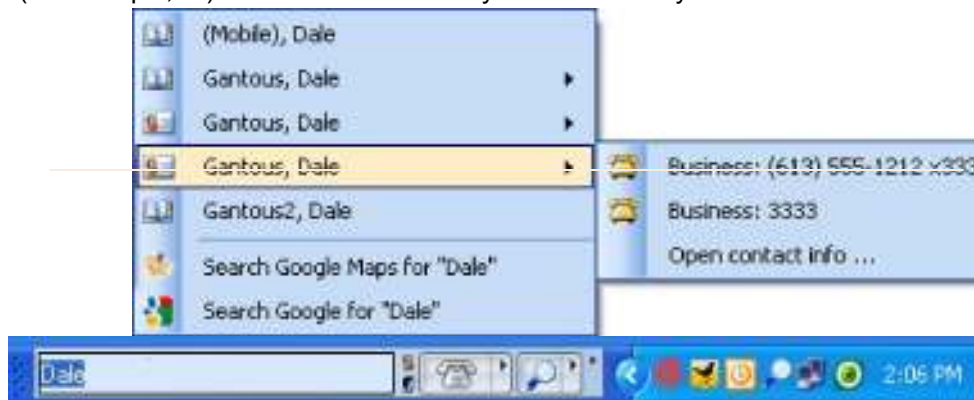 (Mobile), Dale
Gantous, Dale
Gantous, Dale
Gantous, Dale
Business: (613) 555-1212 x333
Gantous2, Dale
Business: 3333
Open contact info ...
Search Google Maps for "Dale"
Search Google for "Dale"
Dale
2:06 PM